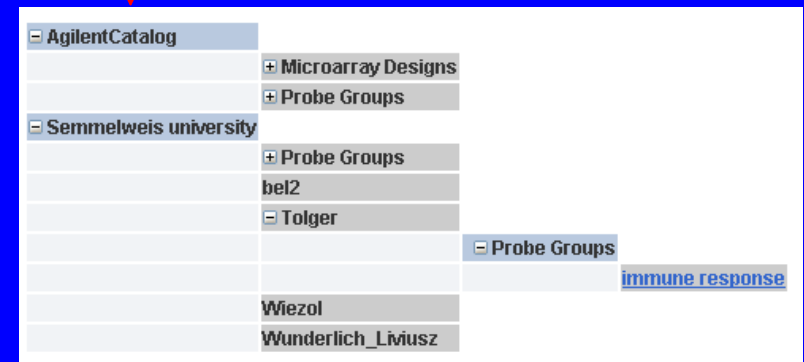 AgilentCatalog
Microarray Designs
Probe Groups
Semmelweis university
Probe Groups
bel2
Tolger
Probe Groups
immune response
Wiezol
Wunderlich_Liviusz